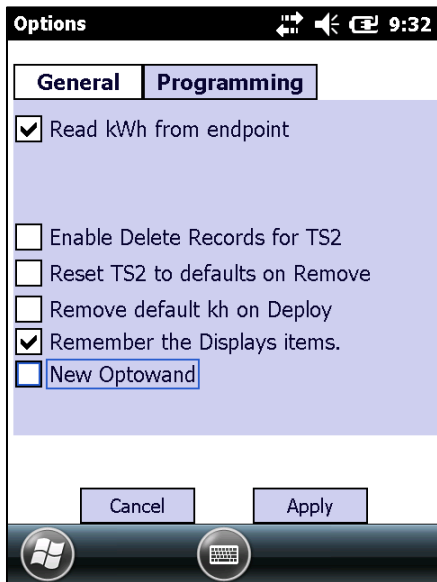 Options 9:32
General Programming
Read kWh from endpoint
Enable Delete Records for TS2
Reset TS2 to defaults on Remove
Remove default kh on Deploy
Remember the Displays items.
New Optowand
Cancel Apply